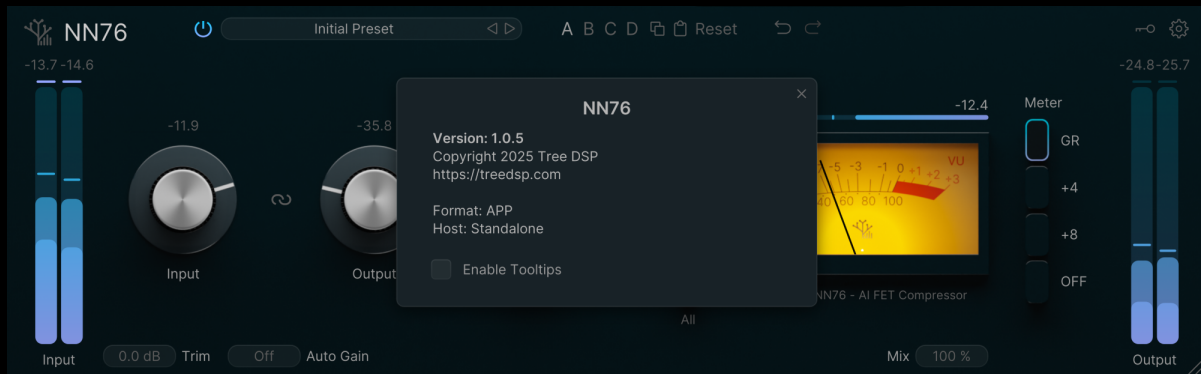 NN76
Initial Preset
A B C D Reset
-13.7 -14.6
-24.8 -25.7
-11.9
-35.8
-12.4
Meter
NN76
Version: 1.0.5
Copyright 2025 Tree DSP
https://treedsp.com
Format: APP
Host: Standalone
Enable Tooltips
-5 -3 -1 0 +1 +2 +3
VU
40 60 80 100
GR
+4
+8
OFF
Input
Output
NN76 - AI FET Compressor
All
Input
0.0 dB Trim
Off Auto Gain
Mix 100 %
Output